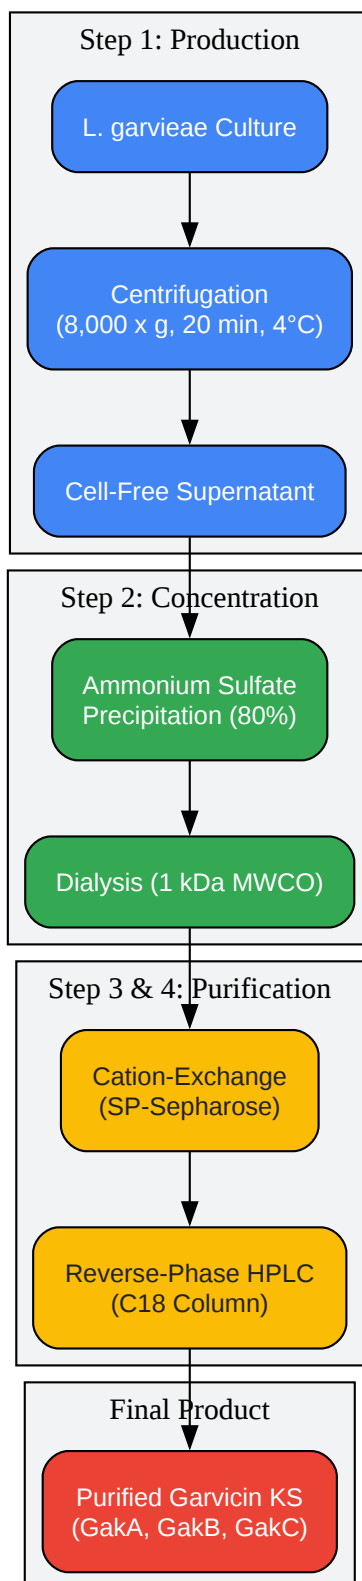 Step 1: Production
L. garvieae Culture
Centrifugation
(8,000 x g, 20 min, 4°C)
Cell-Free Supernatant
Step 2: Concentration
Ammonium Sulfate
Precipitation (80%)
Dialysis (1 kDa MWCO)
Step 3 & 4: Purification
Cation-Exchange
(SP-Sepharose)
Reverse-Phase HPLC
(C18 Column)
Final Product
Purified Garvicin KS
(GakA, GakB, GakC)